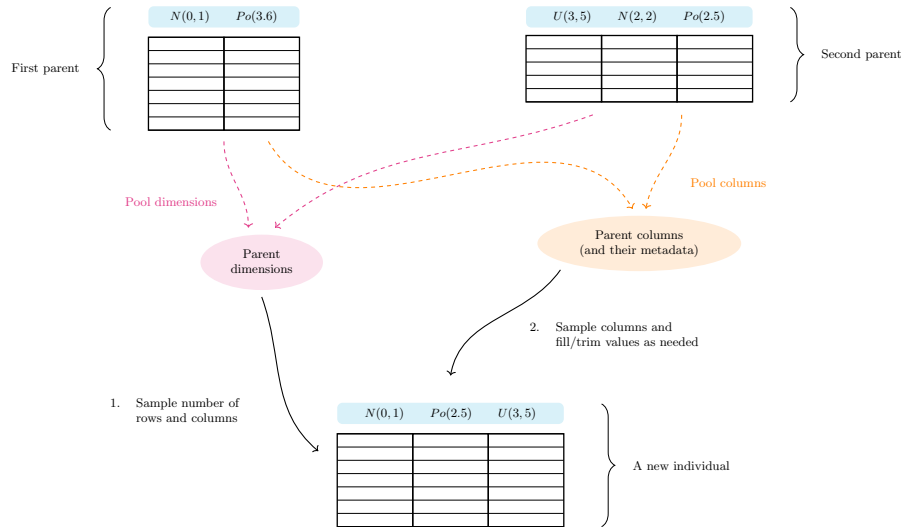 N(0, 1) Po(3.6)
U(3, 5) N(2, 2) Po(2.5)
First parent
Second parent
Pool dimensions
Pool columns
Parent
dimensions
Parent columns
(and their metadata)
2. Sample columns and
fill/trim values as needed
1. Sample number of
rows and columns
N(0, 1) Po(2.5) U(3, 5)
A new individual